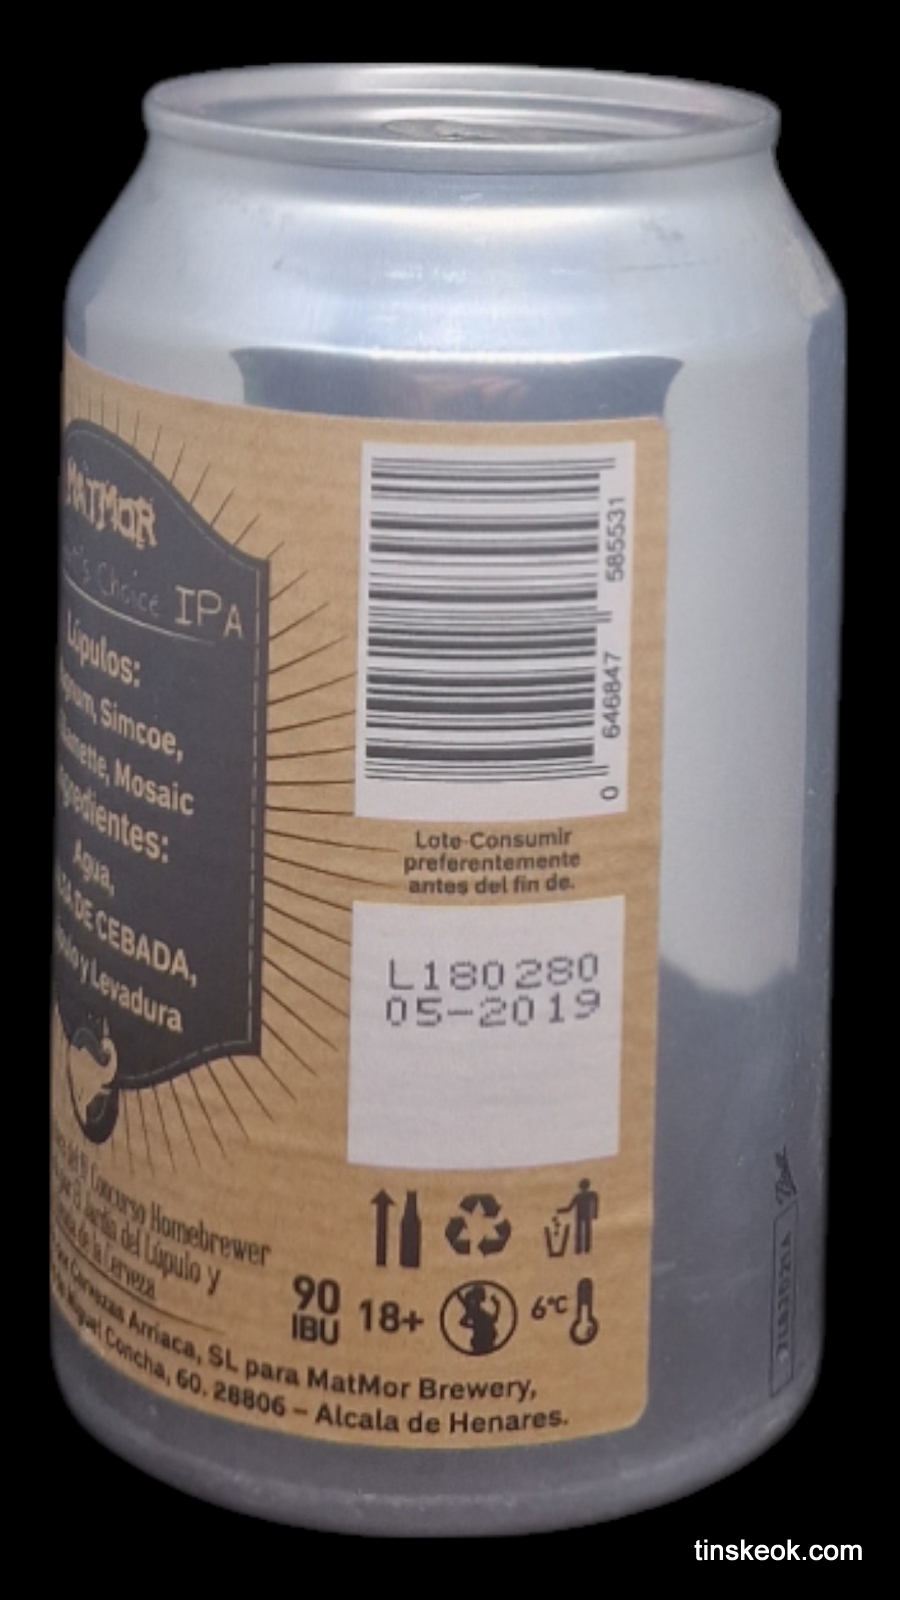 MATMOR
Choice IPA
Lúpulos:
Simcoe,
Mosaic
Agua,
DE CEBADA,
y Levadura
Concurso Homebrewer
Jardín del Lúpulo y
de la Cerveza
Cervezas Arriaca, SL para MatMor Brewery,
Miguel Concha, 60. 28806 – Alcala de Henares.
0 646847 585531
Lote-Consumir
preferentemente
antes del fin de.
L180280
05-2019
90
IBU
18+
6°C
tinskeok.com